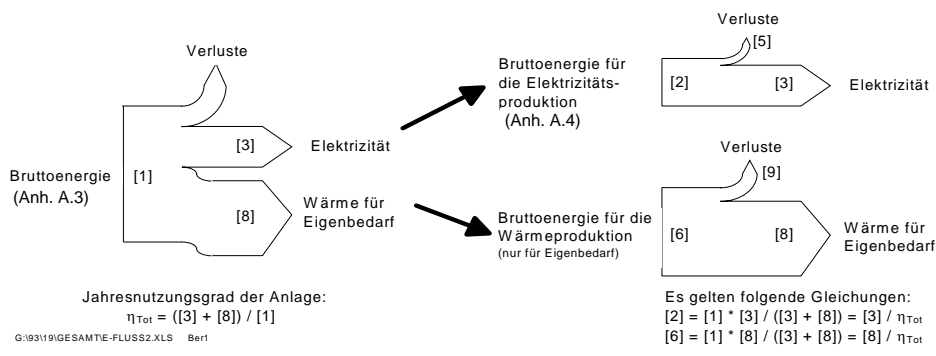 Verluste
[3]
Elektrizität
Bruttoenergie
(Anh. A.3)
[1]
[8]
Wärme für
Eigenbedarf
Jahresnutzungsgrad der Anlage:
ηTot = ([3] + [8]) / [1]
G:\93\19\GESAMT\E-FLUSS2.XLS Ber1
Bruttoenergie für
die Elektrizitäts-
produktion
(Anh. A.4)
Verluste
[5]
[2]
[3]
Elektrizität
Bruttoenergie für die
Wärmeproduktion
(nur für Eigenbedarf)
Verluste
[9]
[6]
[8]
Wärme für
Eigenbedarf
Es gelten folgende Gleichungen:
[2] = [1] * [3] / ([3] + [8]) = [3] / ηTot
[6] = [1] * [8] / ([3] + [8]) = [8] / ηTot